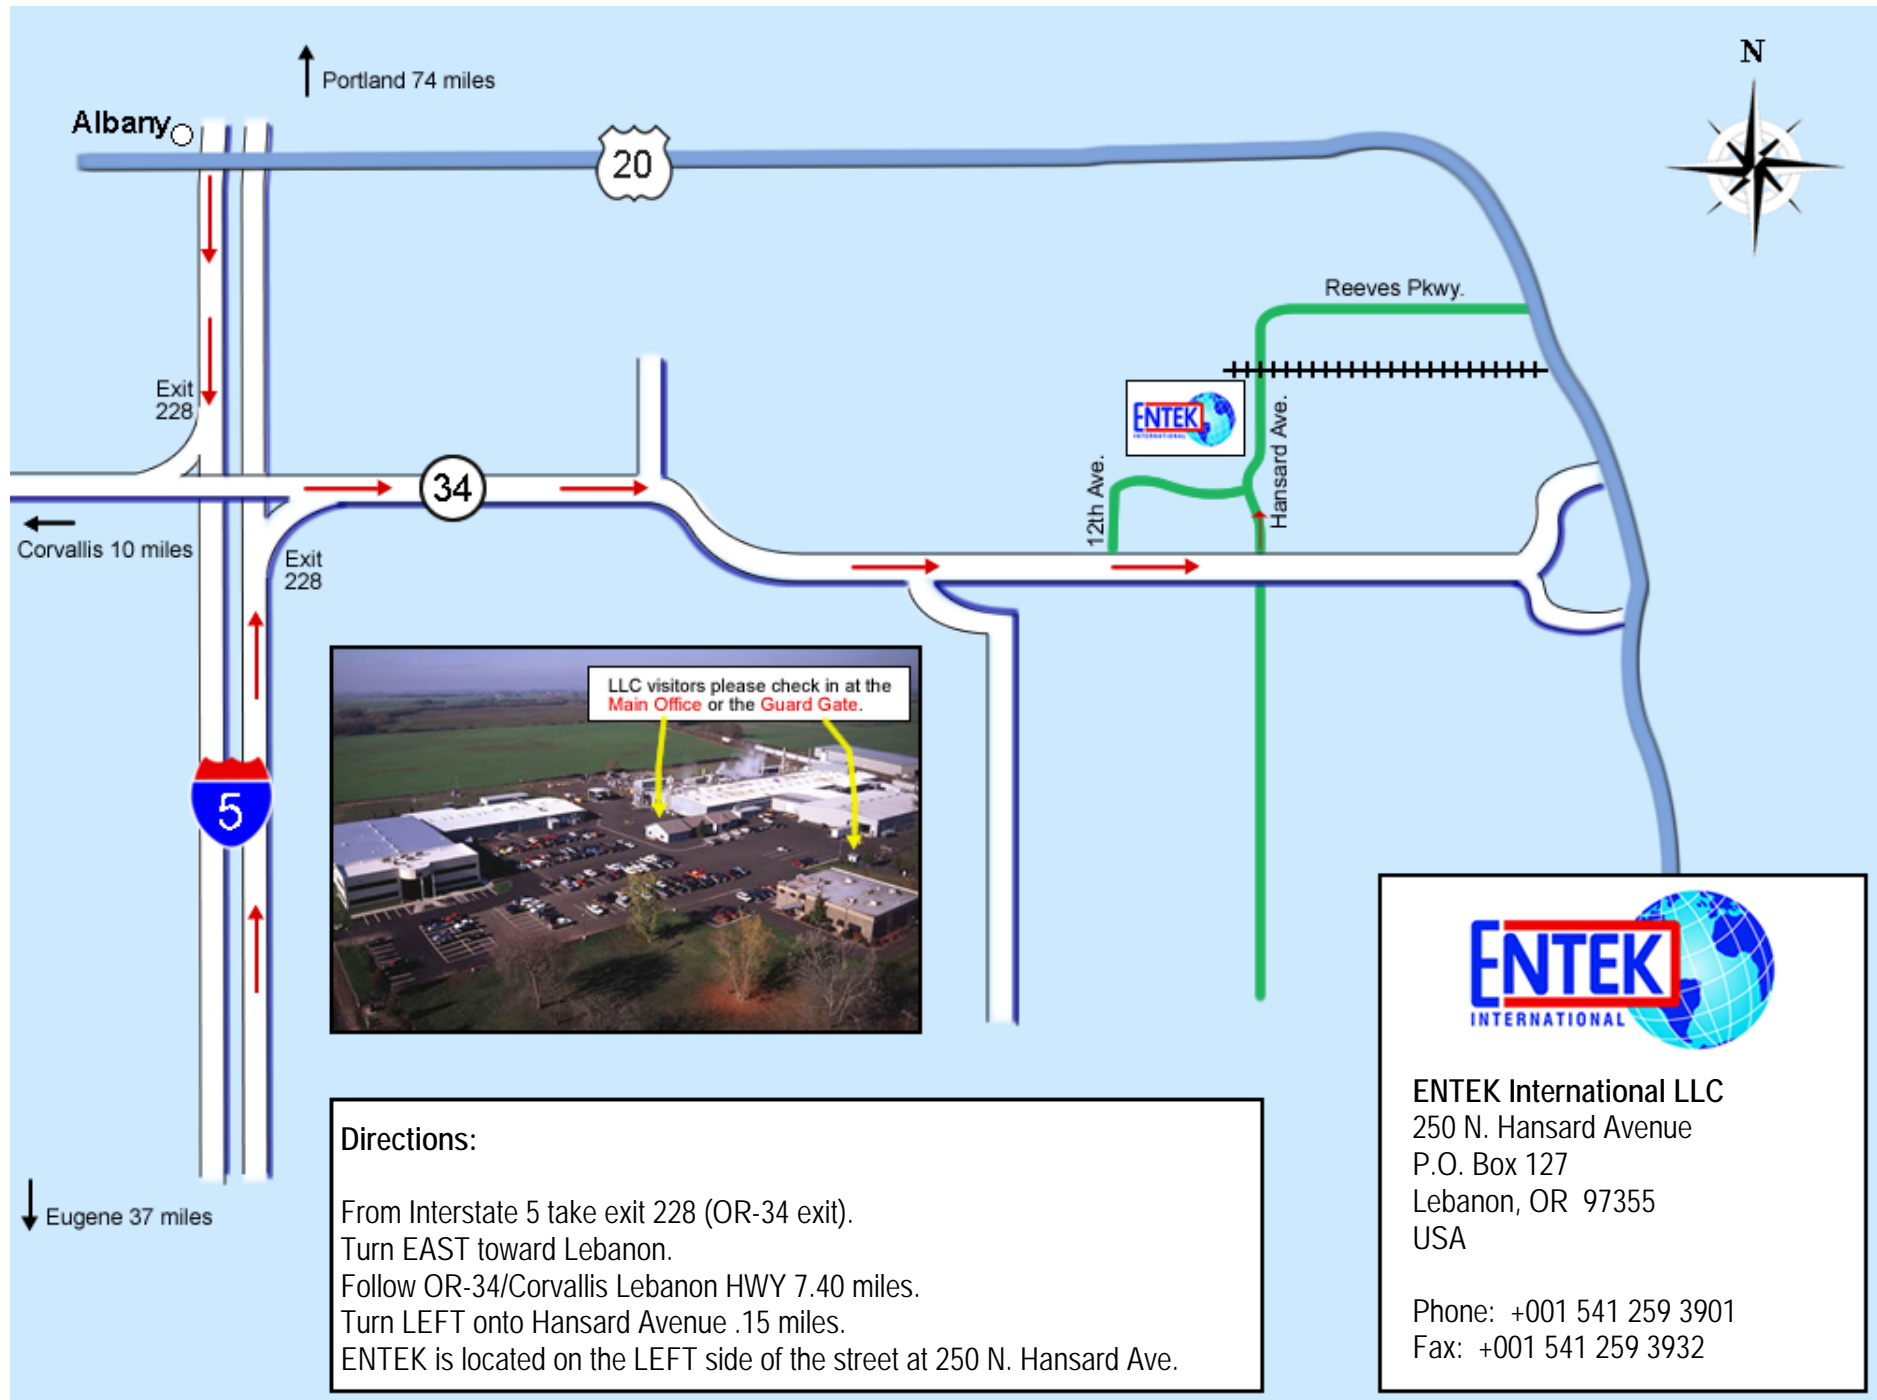 N
Portland 74 miles
Albany
20
Reeves Pkwy.
Exit
228
ENTEK
INTERNATIONAL
Hansard Ave.
12th Ave.
34
Corvallis 10 miles
Exit
228
LLC visitors please check in at the
Main Office or the Guard Gate.
5
ENTEK
INTERNATIONAL
ENTEK International LLC
250 N. Hansard Avenue
P.O. Box 127
Lebanon, OR 97355
USA
Phone: +001 541 259 3901
Fax: +001 541 259 3932
Directions:
From Interstate 5 take exit 228 (OR-34 exit).
Turn EAST toward Lebanon.
Follow OR-34/Corvallis Lebanon HWY 7.40 miles.
Turn LEFT onto Hansard Avenue .15 miles.
ENTEK is located on the LEFT side of the street at 250 N. Hansard Ave.
Eugene 37 miles